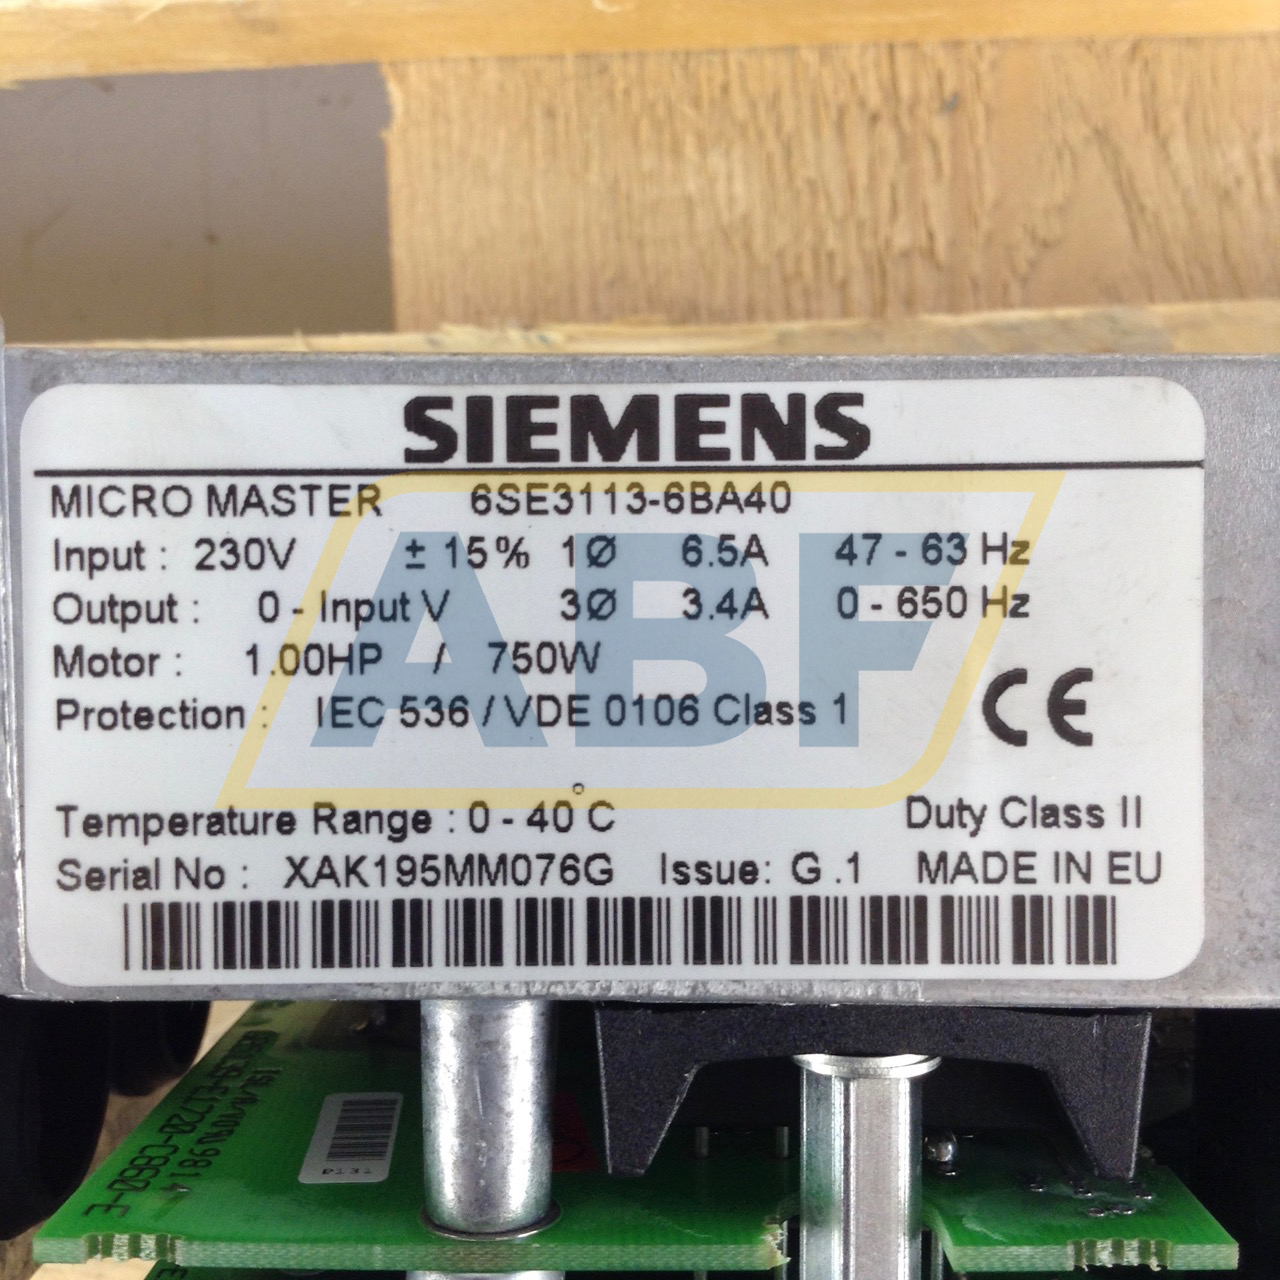 SIEMENS
MICRO MASTER 6SE3113-6BA40
Input : 230V ± 15% 1Ø 6.5A 47 - 63 Hz
Output : 0 - Input V 3Ø 3.4A 0 - 650 Hz
Motor : 1.00HP / 750W
Protection : IEC 536 / VDE 0106 Class 1
CE
ABF
Temperature Range : 0 - 40°C Duty Class II
Serial No : XAK195MM076G Issue: G .1 MADE IN EU